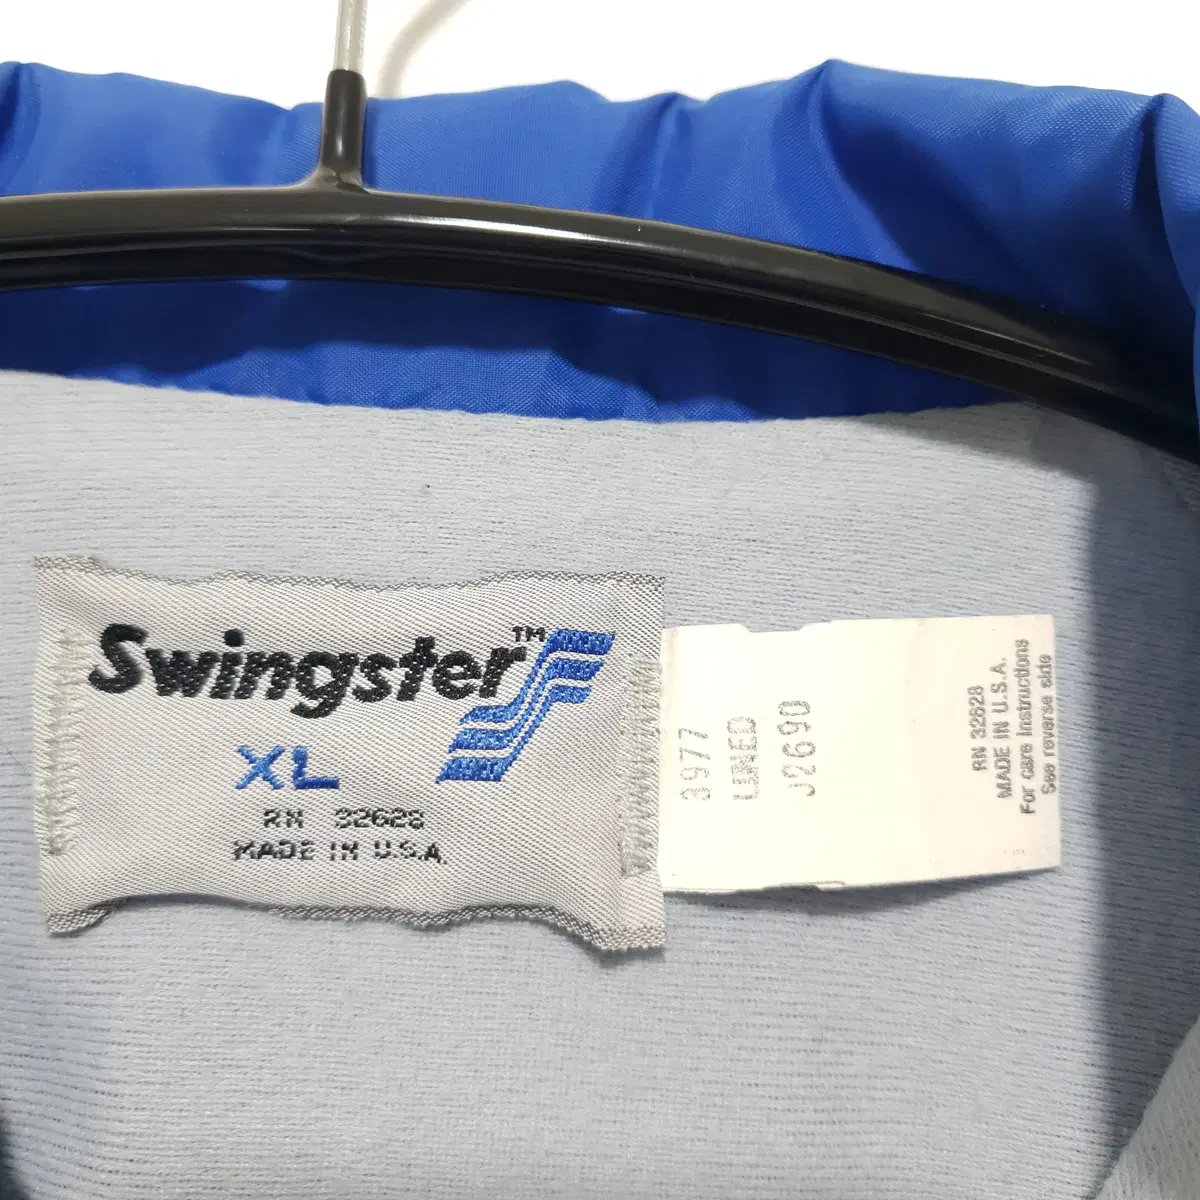 Swingster™
XL
RN 32628
MADE IN U.S.A.
3977
LINED
J2690
RN 32628
MADE IN U.S.A.
For care Instructions
See reverse side